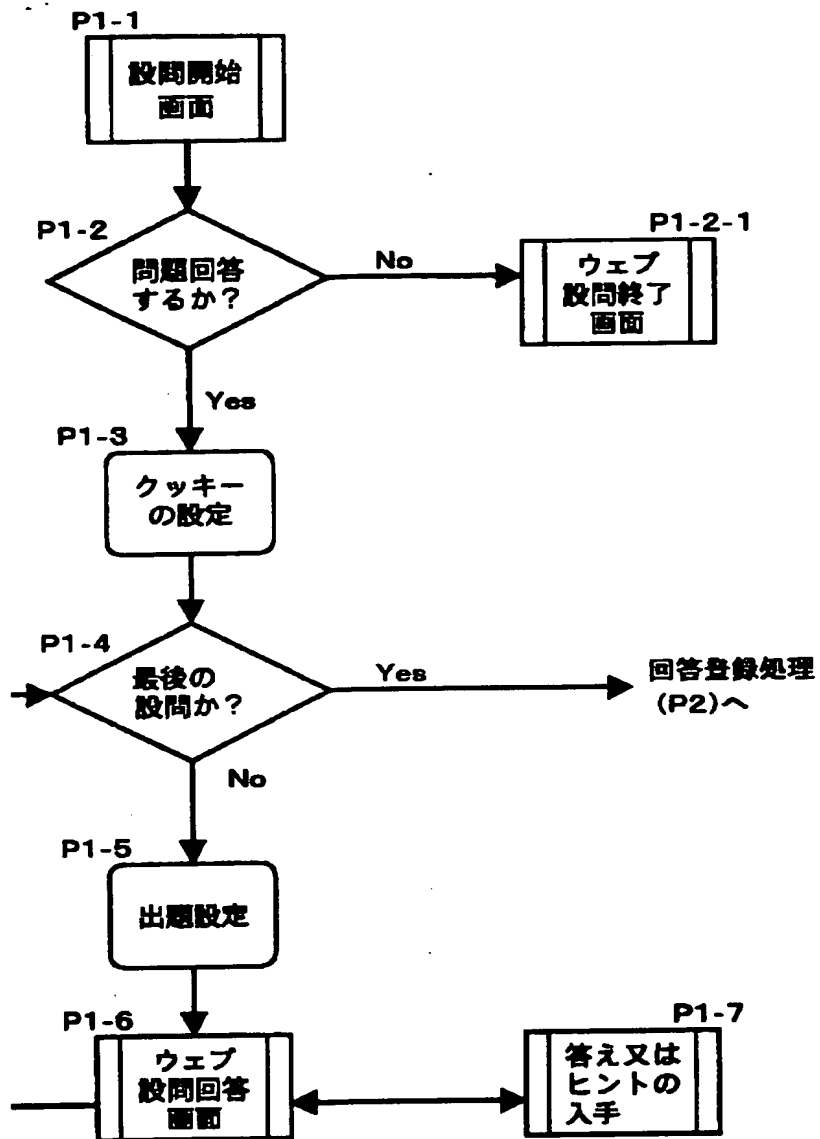 P1-1
設問開始
画面
P1-2
問題回答
するか？
No
P1-2-1
ウェブ
設問終了
画面
Yes
P1-3
クッキー
の設定
P1-4
最後の
設問か？
Yes
回答登録処理
(P2)へ
No
P1-5
出題設定
P1-6
ウェブ
設問回答
画面
P1-7
答え又は
ヒントの
入手